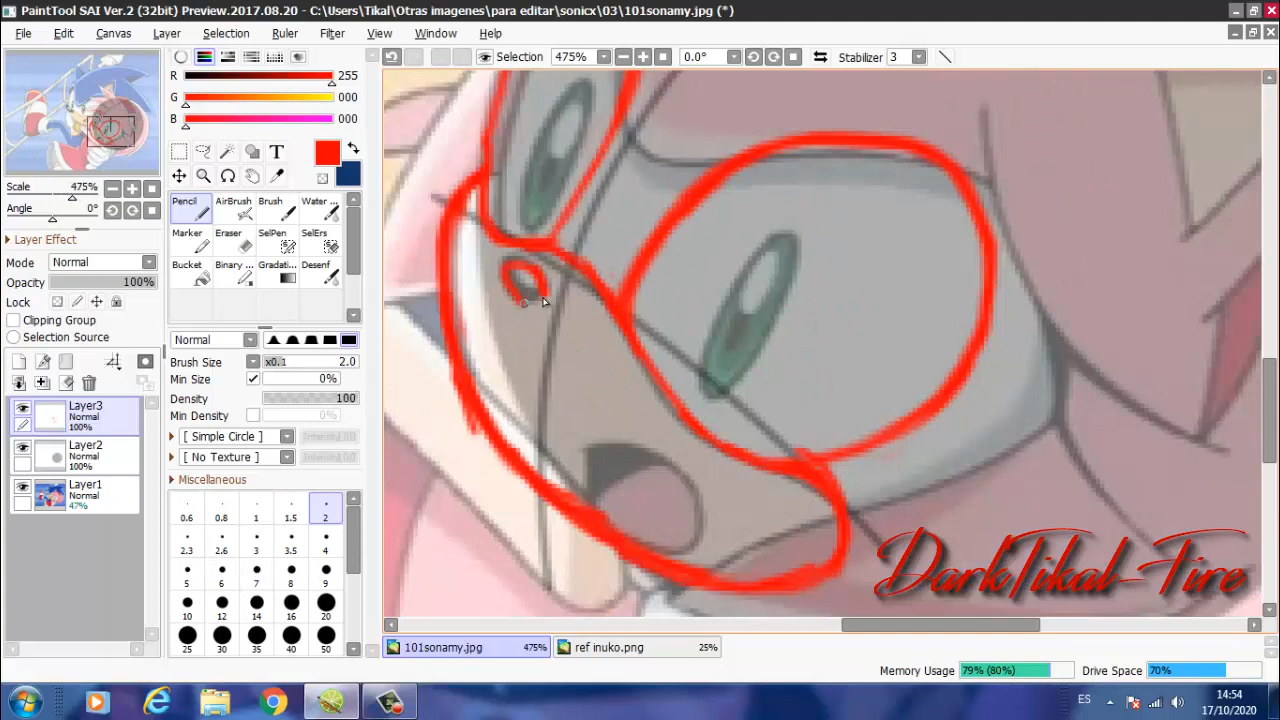 PaintTool SAI Ver.2 (32bit) Preview.2017.08.20 - C:\Users\Tikal\Otras imagenes\para editar\sonicx\03\101sonamy.jpg (*)
File Edit Canvas Layer Selection Ruler Filter View Window Help
Selection 475% 0.0° Stabilizer 3
R 255
G 000
B 000
T
Scale 475%
Angle 0°
Layer Effect
Mode Normal
Opacity 100%
Lock
Clipping Group
Selection Source
Layer3
Normal
100%
Layer2
Normal
100%
Layer1
Normal
47%
Pencil AirBrush Brush Water ...
Marker Eraser SelPen SelErs
Bucket Binary ... Gradati... Desenf
Normal
Brush Size x0.1 2.0
Min Size 0%
Density 100
Min Density 0%
[ Simple Circle ]
[ No Texture ]
Miscellaneous
0.6 0.8 1 1.5 2
2.3 2.6 3 3.5 4
5 6 7 8 9
10 12 14 16 20
25 30 35 40 50
DarkTikal-Fire
101sonamy.jpg 475% ref inuko.png 25%
Memory Usage 79% (80%) Drive Space 70%
ES 14:54
17/10/2020